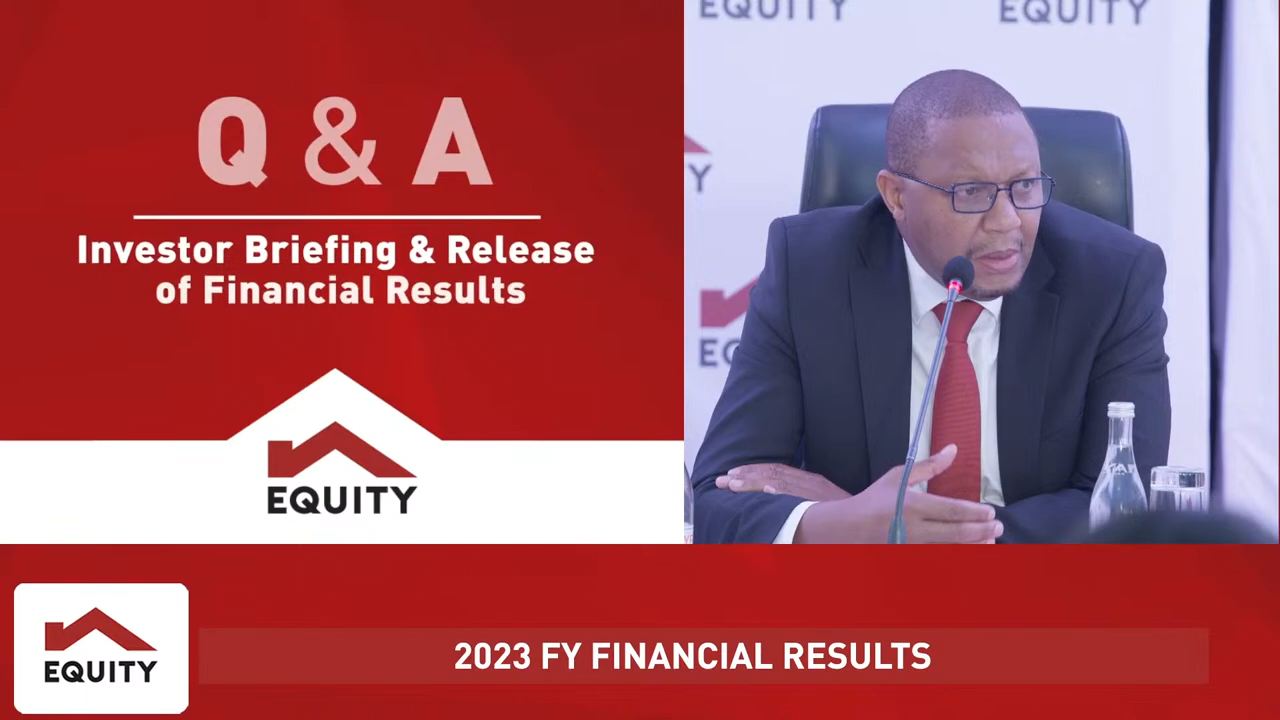 Q & A
Investor Briefing & Release
of Financial Results
EQUITY
EQUITY
EQUITY
EQUITY
2023 FY FINANCIAL RESULTS